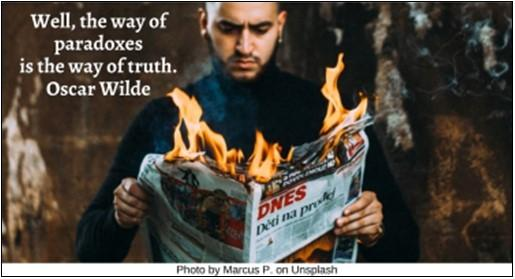 Well, the way of
paradoxes
is the way of truth.
Oscar Wilde
DNES
Děti na prodej
Photo by Marcus P. on Unsplash